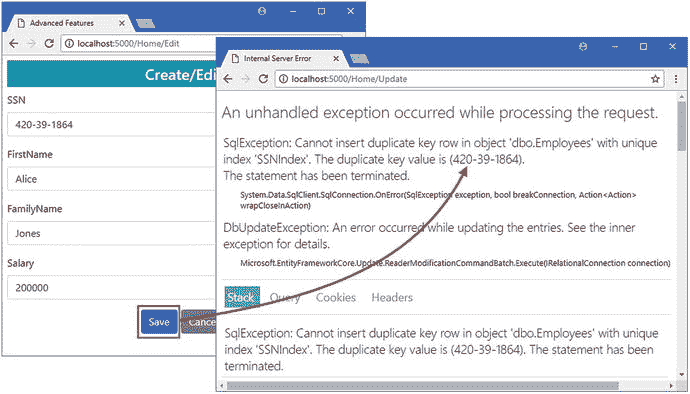 Advanced Features
localhost:5000/Home/Edit
Create/Edi
SSN
420-39-1864
FirstName
Alice
FamilyName
Jones
Salary
200000
Save
Cance
Internal Server Error
localhost:5000/Home/Update
An unhandled exception occurred while processing the request.
SqlException: Cannot insert duplicate key row in object 'dbo.Employees' with unique
index 'SSNIndex'. The duplicate key value is (420-39-1864).
The statement has been terminated.
System.Data.SqlClient.SqlConnection.OnError(SqlException exception, bool breakConnection, Action<Action>
wrapCloseInAction)
DbUpdateException: An error occurred while updating the entries. See the inner
exception for details.
Microsoft.EntityFrameworkCore.Update.ReaderModificationCommandBatch.Execute(IRelationalConnection connection)
Stack Query Cookies Headers
SqlException: Cannot insert duplicate key row in object 'dbo.Employees' with unique
index 'SSNIndex'. The duplicate key value is (420-39-1864). The statement has been
terminated.